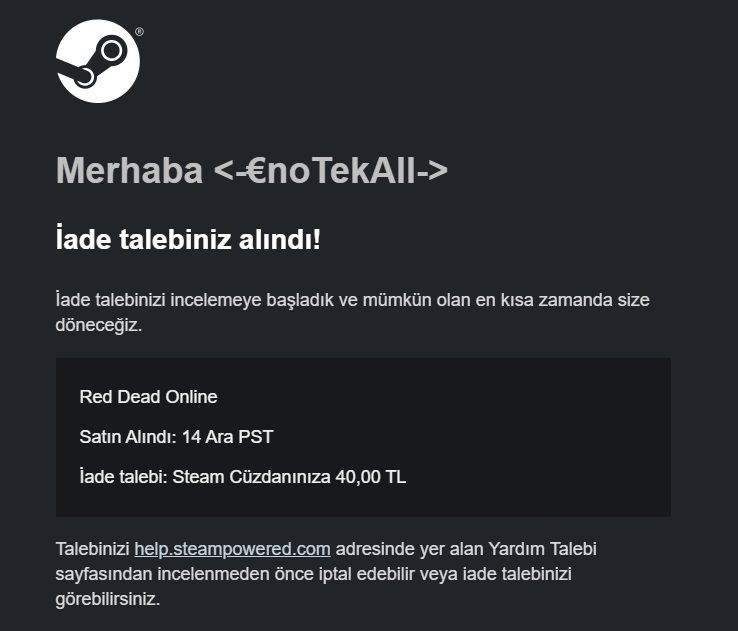 ®
Merhaba <-€noTekAll->
İade talebiniz alındı!
İade talebinizi incelemeye başladık ve mümkün olan en kısa zamanda size
döneceğiz.
Red Dead Online
Satın Alındı: 14 Ara PST
İade talebi: Steam Cüzdanınıza 40,00 TL
Talebinizi help.steampowered.com adresinde yer alan Yardım Talebi
sayfasından incelenmeden önce iptal edebilir veya iade talebinizi
görebilirsiniz.